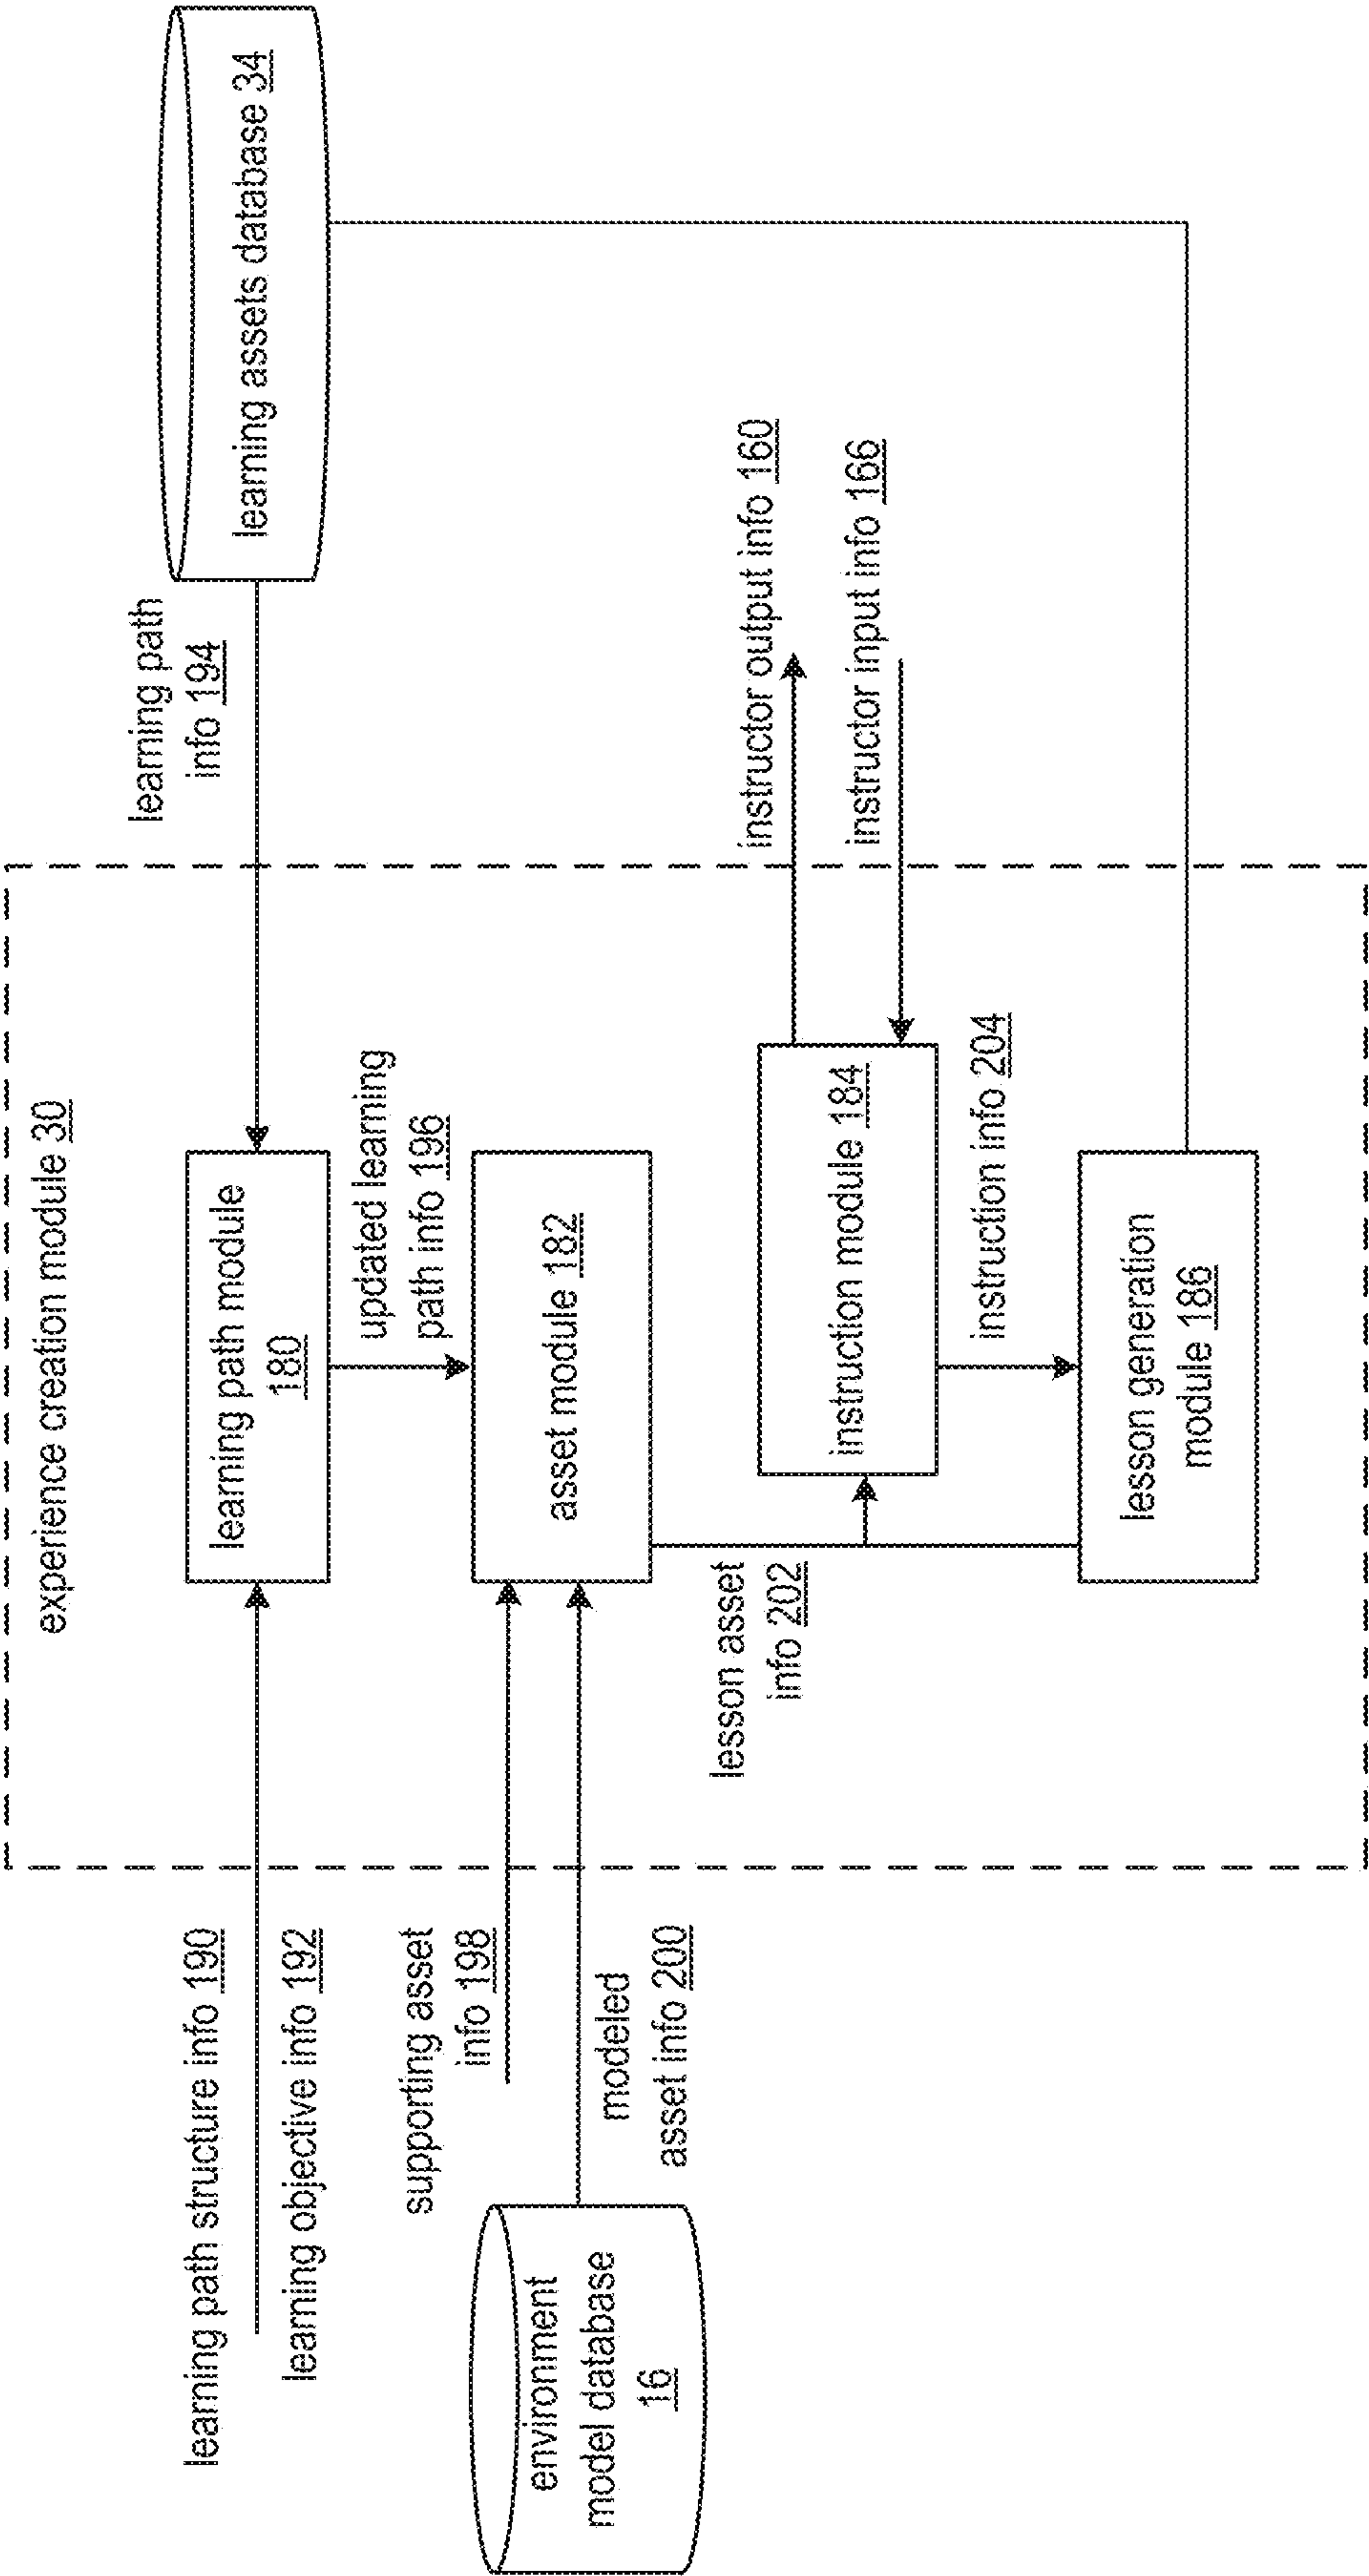 experience creation module 30
learning path structure info 190
learning objective info 192
learning path module
180
learning path
info 194
learning assets database 34
updated learning
path info 196
supporting asset
info 198
environment
model database
16
modeled
asset info 200
asset module 182
lesson asset
info 202
instruction module 184
instructor output info 160
instructor input info 166
instruction info 204
lesson generation
module 186